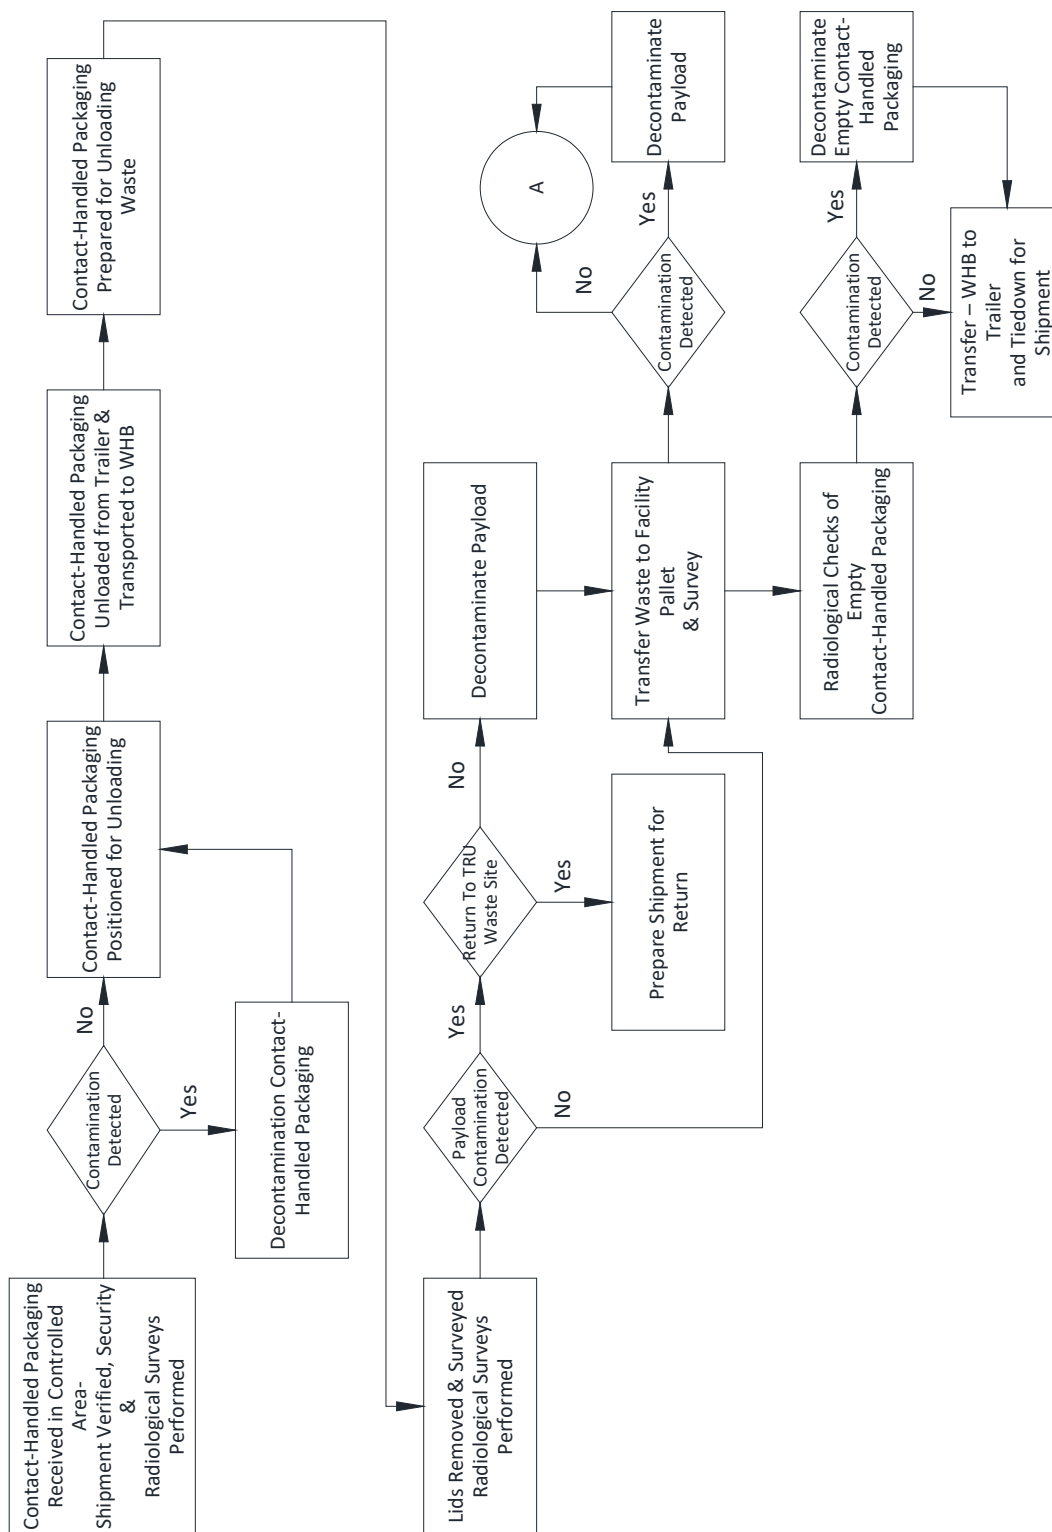 Contact-Handled Packaging
Received in Controlled
Area-
Shipment Verified, Security
&
Radiological Surveys
Performed
Contamination
Detected
No
Yes
Decontamination Contact-
Handled Packaging
Contact-Handled Packaging
Positioned for Unloading
Contact-Handled Packaging
Unloaded from Trailer &
Transported to WHB
Contact-Handled Packaging
Prepared for Unloading
Waste
Lids Removed & Surveyed
Radiological Surveys
Performed
Payload
Contamination
Detected
Yes
No
Return To TRU
Waste Site
No
Yes
Prepare Shipment for
Return
Decontaminate Payload
Transfer Waste to Facility
Pallet
& Survey
Contamination
Detected
No
Yes
A
Decontaminate
Payload
Radiological Checks of
Empty
Contact-Handled Packaging
Contamination
Detected
Yes
No
Decontaminate
Empty Contact-
Handled
Packaging
Transfer – WHB to
Trailer
and Tiedown for
Shipment